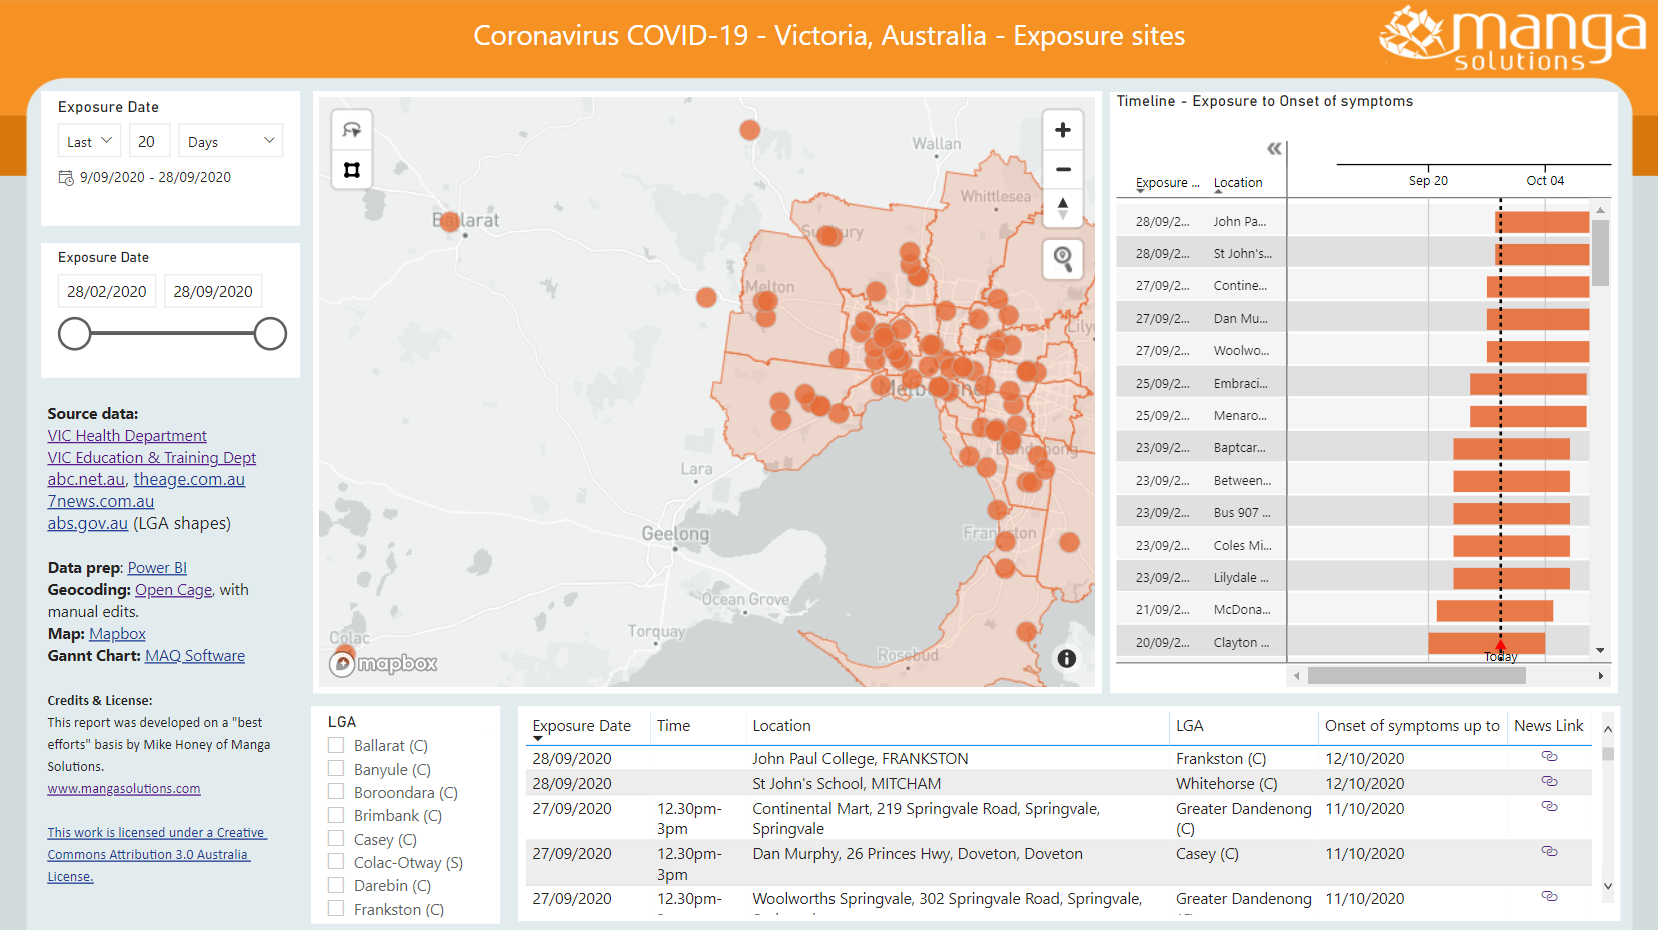 Coronavirus COVID-19 - Victoria, Australia - Exposure sites
manga
solutions
Exposure Date
Last 20 Days
9/09/2020 - 28/09/2020
Exposure Date
28/02/2020 28/09/2020
Source data:
VIC Health Department
VIC Education & Training Dept
abc.net.au, theage.com.au
7news.com.au
abs.gov.au (LGA shapes)
Data prep: Power BI
Geocoding: Open Cage, with
manual edits.
Map: Mapbox
Gannt Chart: MAQ Software
Credits & License:
This report was developed on a "best
efforts" basis by Mike Honey of Manga
Solutions.
www.mangasolutions.com
This work is licensed under a Creative
Commons Attribution 3.0 Australia
License.
Wallan
Whittlesea
Ballarat
Sunbury
Melton
Lily
Melbourne
Dandenong
Lara
Geelong
Frankston
Ocean Grove
Torquay
Colac
Rosebud
mapbox
Timeline - Exposure to Onset of symptoms
Exposure ... Location Sep 20 Oct 04
28/09/2... John Pa...
28/09/2... St John's...
27/09/2... Contine...
27/09/2... Dan Mu...
27/09/2... Woolwo...
25/09/2... Embraci...
25/09/2... Menaro...
23/09/2... Baptcar...
23/09/2... Between...
23/09/2... Bus 907 ...
23/09/2... Coles Mi...
23/09/2... Lilydale ...
21/09/2... McDona...
20/09/2... Clayton ...
Today
LGA
Ballarat (C)
Banyule (C)
Boroondara (C)
Brimbank (C)
Casey (C)
Colac-Otway (S)
Darebin (C)
Frankston (C)
Exposure Date Time Location LGA Onset of symptoms up to News Link
28/09/2020 John Paul College, FRANKSTON Frankston (C) 12/10/2020
28/09/2020 St John's School, MITCHAM Whitehorse (C) 12/10/2020
27/09/2020 12.30pm- Continental Mart, 219 Springvale Road, Springvale, Greater Dandenong 11/10/2020
3pm Springvale (C)
27/09/2020 12.30pm- Dan Murphy, 26 Princes Hwy, Doveton, Doveton Casey (C) 11/10/2020
3pm
27/09/2020 12.30pm- Woolworths Springvale, 302 Springvale Road, Springvale, Greater Dandenong 11/10/2020